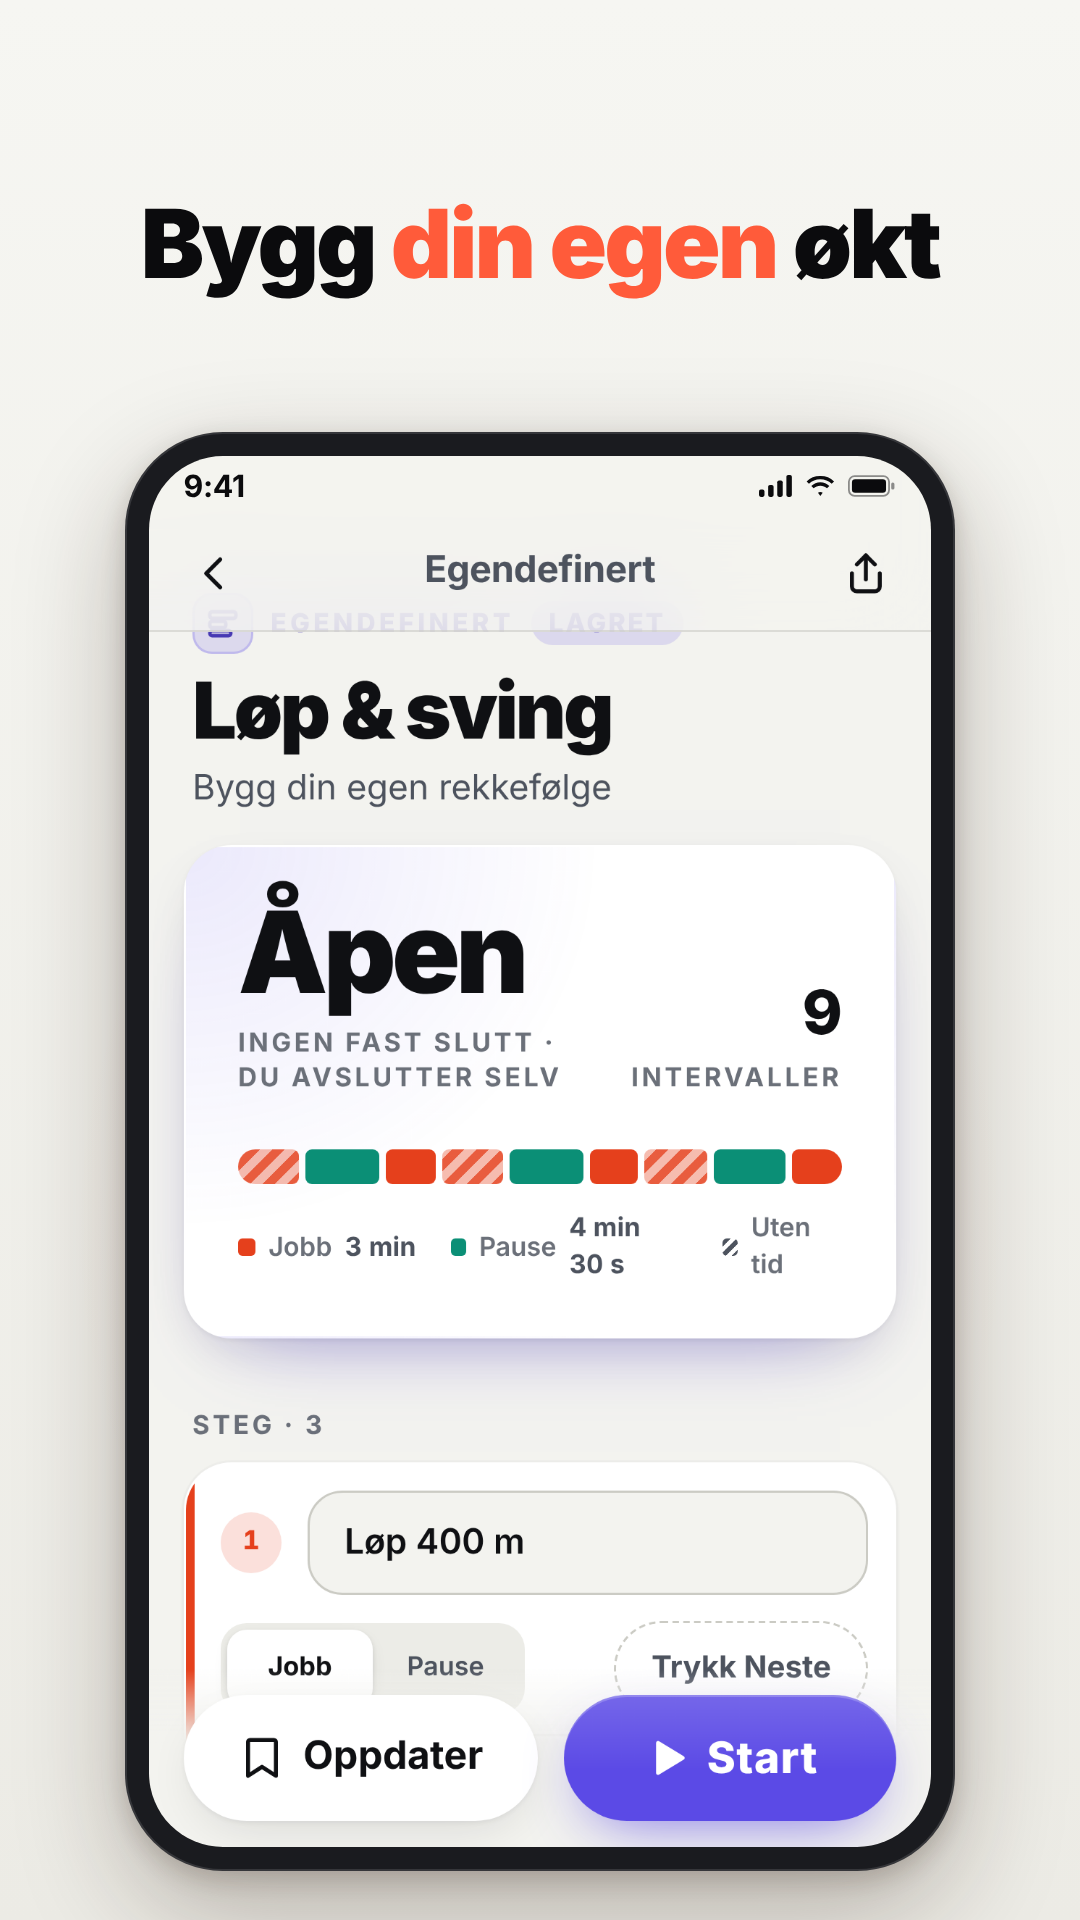 Bygg din egen økt
9:41
Egendefinert
EGENDEFINERT LAGRET
Løp & sving
Bygg din egen rekkefølge
Åpen
INGEN FAST SLUTT ·
DU AVSLUTTER SELV
9
INTERVALLER
Jobb 3 min
Pause 4 min 30 s
Uten tid
STEG · 3
1 Løp 400 m
Jobb Pause Trykk Neste
Oppdater Start